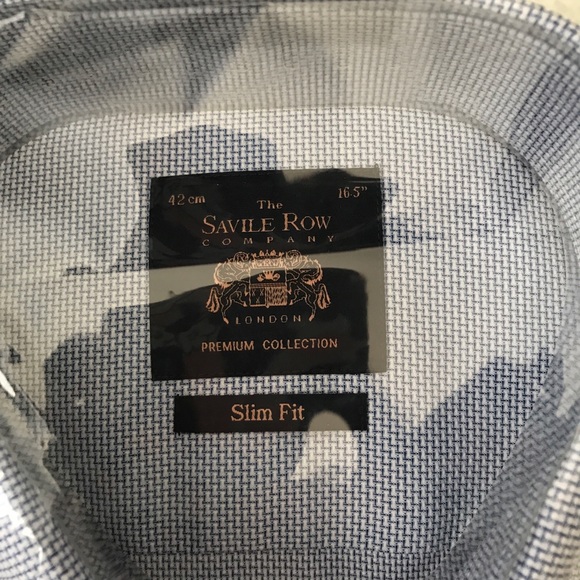 42 cm
16.5"
The
SAVILE ROW
COMPANY
LONDON
PREMIUM COLLECTION
Slim Fit